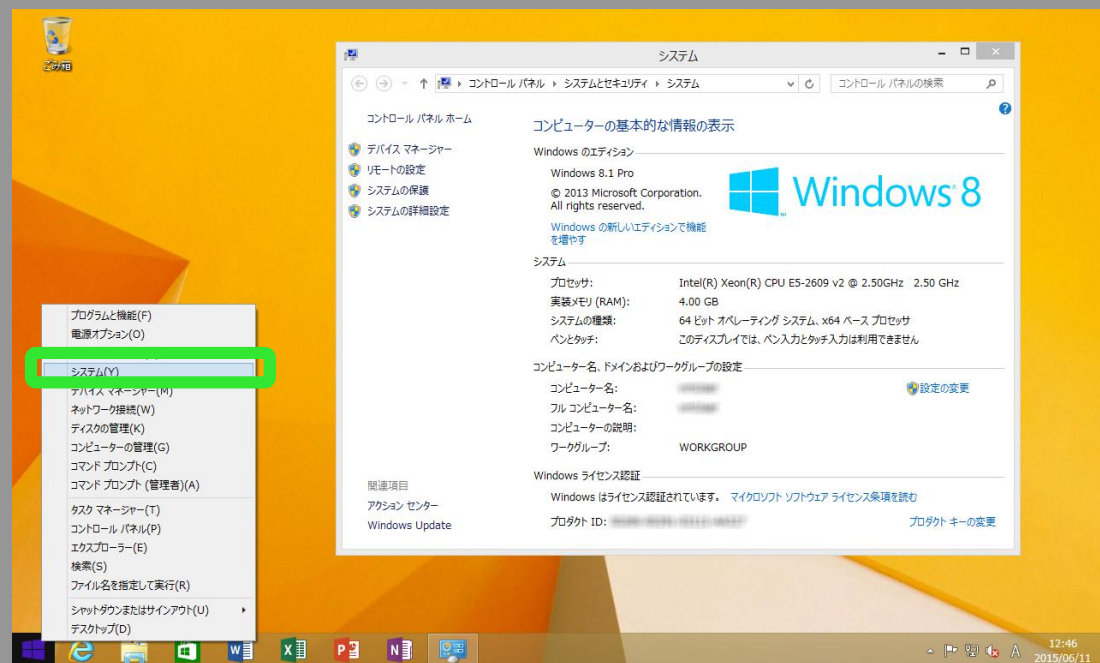 ごみ箱
システム
コントロール パネル ▸ システムとセキュリティ ▸ システム
コントロール パネルの検索
コントロール パネル ホーム
デバイス マネージャー
リモートの設定
システムの保護
システムの詳細設定
コンピューターの基本的な情報の表示
Windows のエディション
Windows 8.1 Pro
© 2013 Microsoft Corporation.
All rights reserved.
Windows の新しいエディションで機能
を増やす
Windows 8
システム
プロセッサ: Intel(R) Xeon(R) CPU E5-2609 v2 @ 2.50GHz 2.50 GHz
実装メモリ (RAM): 4.00 GB
システムの種類: 64 ビット オペレーティング システム、x64 ベース プロセッサ
ペンとタッチ: このディスプレイでは、ペン入力とタッチ入力は利用できません
コンピューター名、ドメインおよびワークグループの設定
コンピューター名:
設定の変更
フル コンピューター名:
コンピューターの説明:
ワークグループ: WORKGROUP
Windows ライセンス認証
Windows はライセンス認証されています。 マイクロソフト ソフトウェア ライセンス条項を読む
プロダクト ID:
プロダクト キーの変更
関連項目
アクション センター
Windows Update
プログラムと機能(F)
電源オプション(O)
システム(Y)
デバイス マネージャー(M)
ネットワーク接続(W)
ディスクの管理(K)
コンピューターの管理(G)
コマンド プロンプト(C)
コマンド プロンプト (管理者)(A)
タスク マネージャー(T)
コントロール パネル(P)
エクスプローラー(E)
検索(S)
ファイル名を指定して実行(R)
シャットダウンまたはサインアウト(U)
デスクトップ(D)
A
12:46
2015/06/11